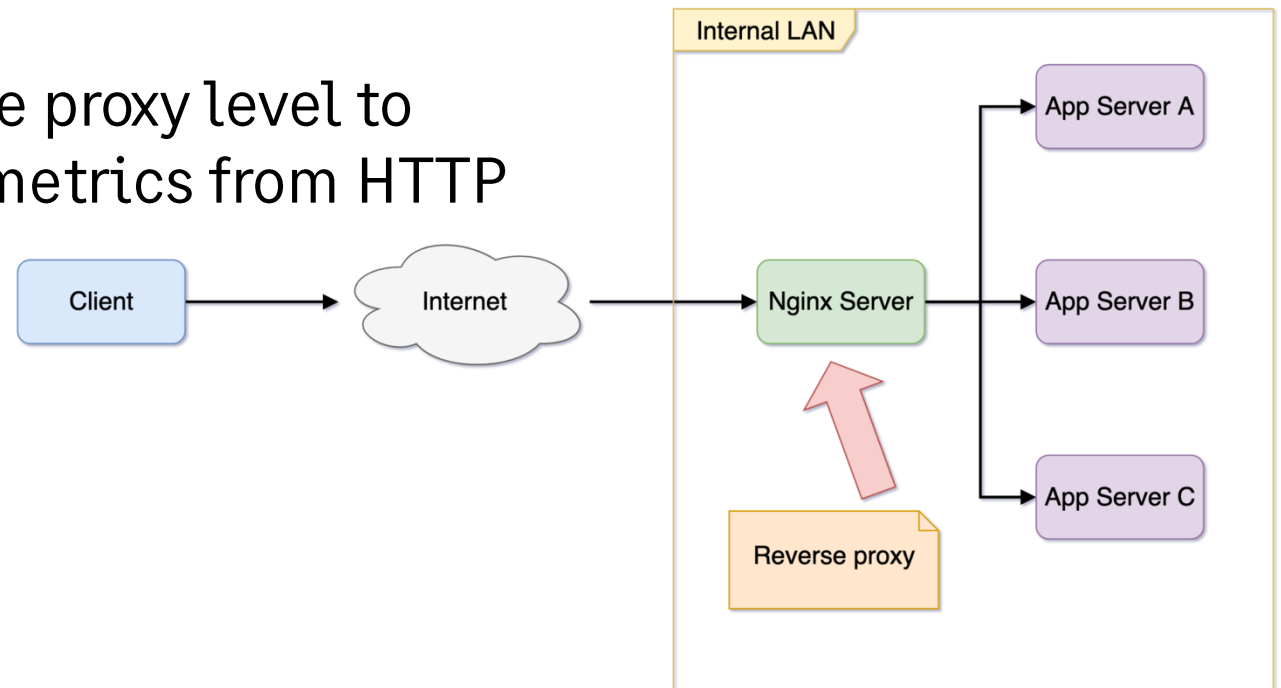 e proxy level to
metrics from HTTP
Internal LAN
Client
Internet
Nginx Server
App Server A
App Server B
App Server C
Reverse proxy